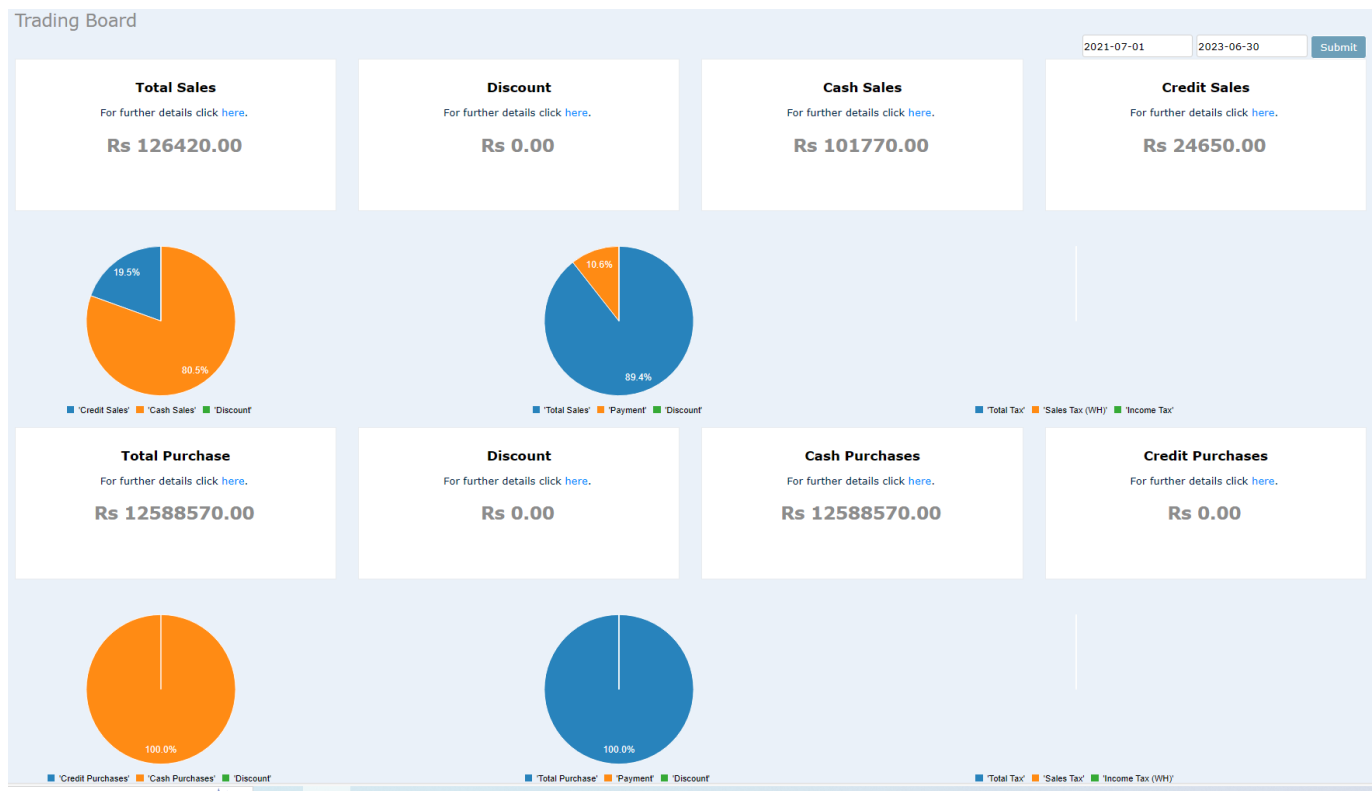 Trading Board
2021-07-01 2023-06-30 Submit
Total Sales Discount Cash Sales Credit Sales
For further details click here. For further details click here. For further details click here. For further details click here.
Rs 126420.00 Rs 0.00 Rs 101770.00 Rs 24650.00
19.5% 10.6%
80.5% 89.4%
'Credit Sales' 'Cash Sales' 'Discount' 'Total Sales' 'Payment' 'Discount' 'Total Tax' 'Sales Tax (WH)' 'Income Tax'
Total Purchase Discount Cash Purchases Credit Purchases
For further details click here. For further details click here. For further details click here. For further details click here.
Rs 12588570.00 Rs 0.00 Rs 12588570.00 Rs 0.00
100.0% 100.0%
'Credit Purchases' 'Cash Purchases' 'Discount' 'Total Purchase' 'Payment' 'Discount' 'Total Tax' 'Sales Tax' 'Income Tax (WH)'